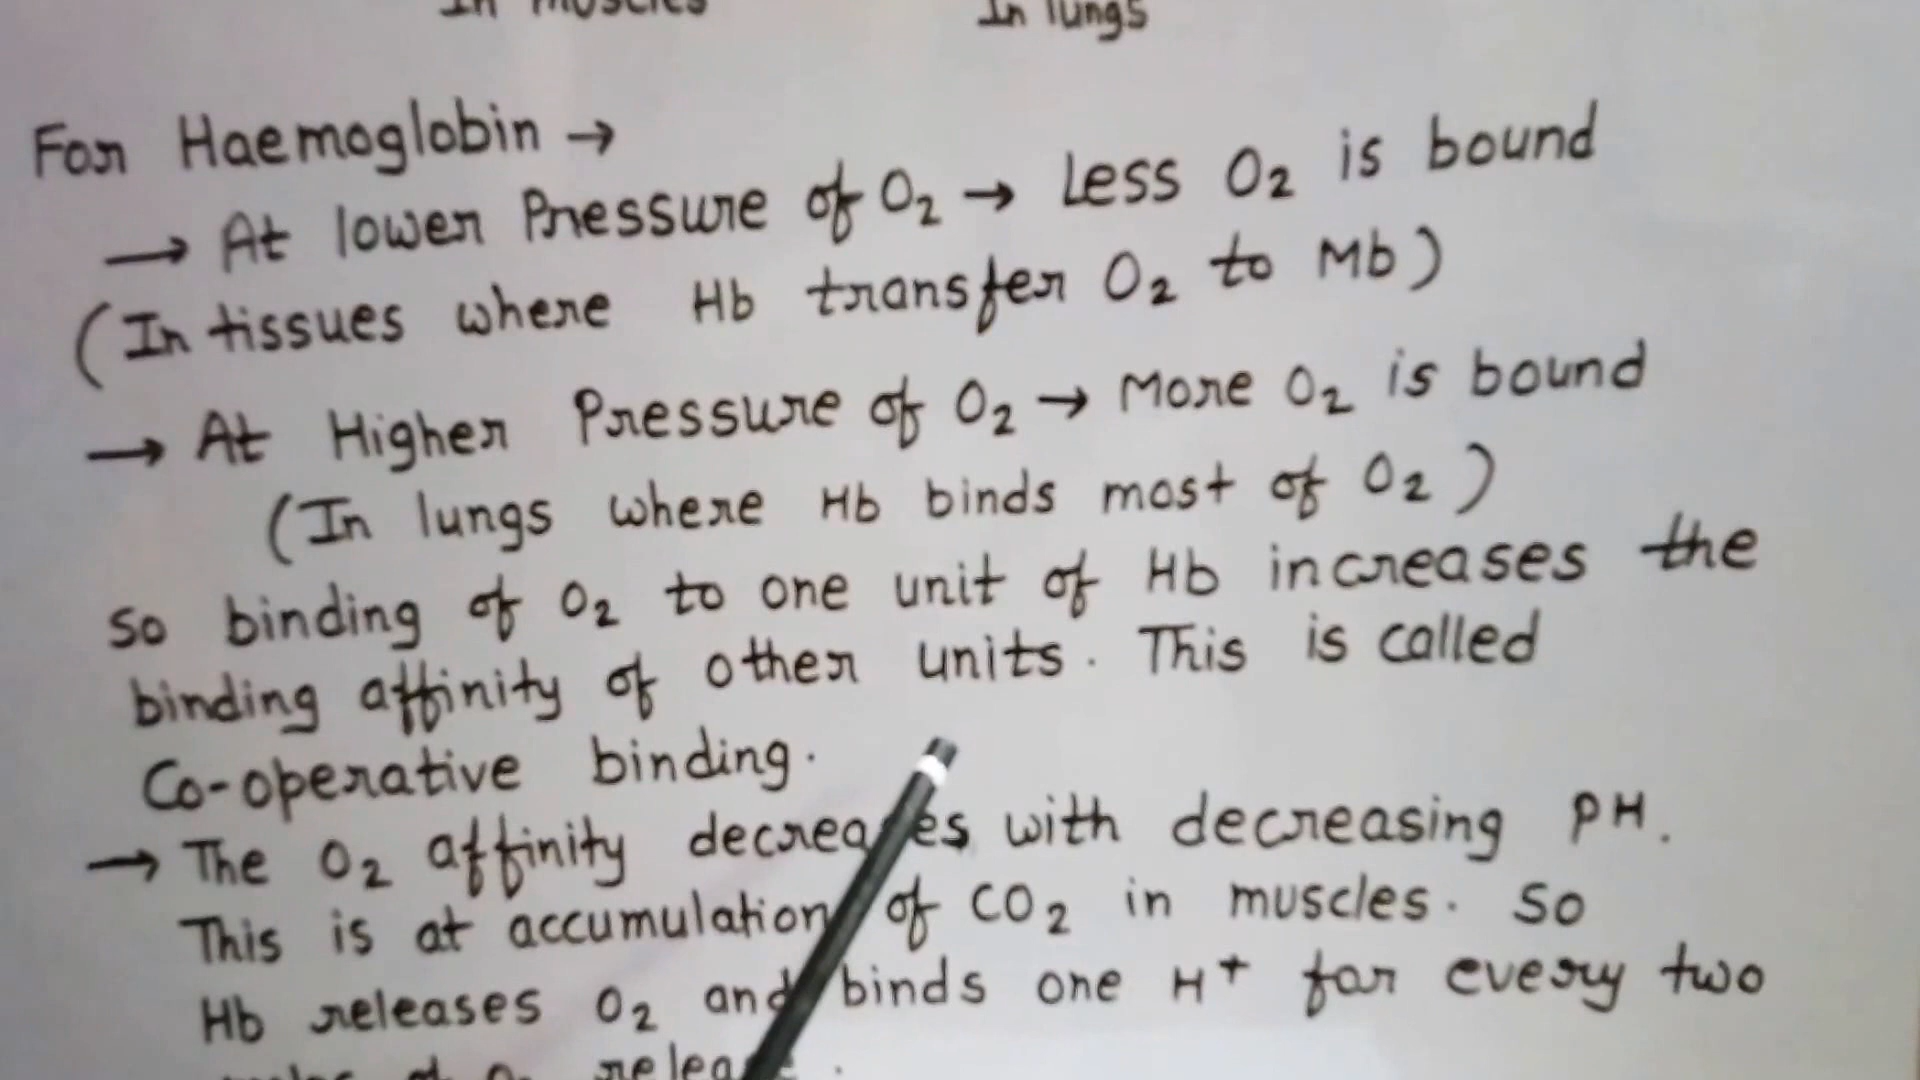 In muscles In lungs
For Haemoglobin →
→ At lower Pressure of O₂ → Less O₂ is bound
(In tissues where Hb transfer O₂ to Mb)
→ At Higher Pressure of O₂ → More O₂ is bound
(In lungs where Hb binds most of O₂)
So binding of O₂ to one unit of Hb increases the
binding affinity of other units. This is called
Co-operative binding.
→ The O₂ affinity decreases with decreasing PH.
This is at accumulation of CO₂ in muscles. So
Hb releases O₂ and binds one H⁺ for every two
of O₂